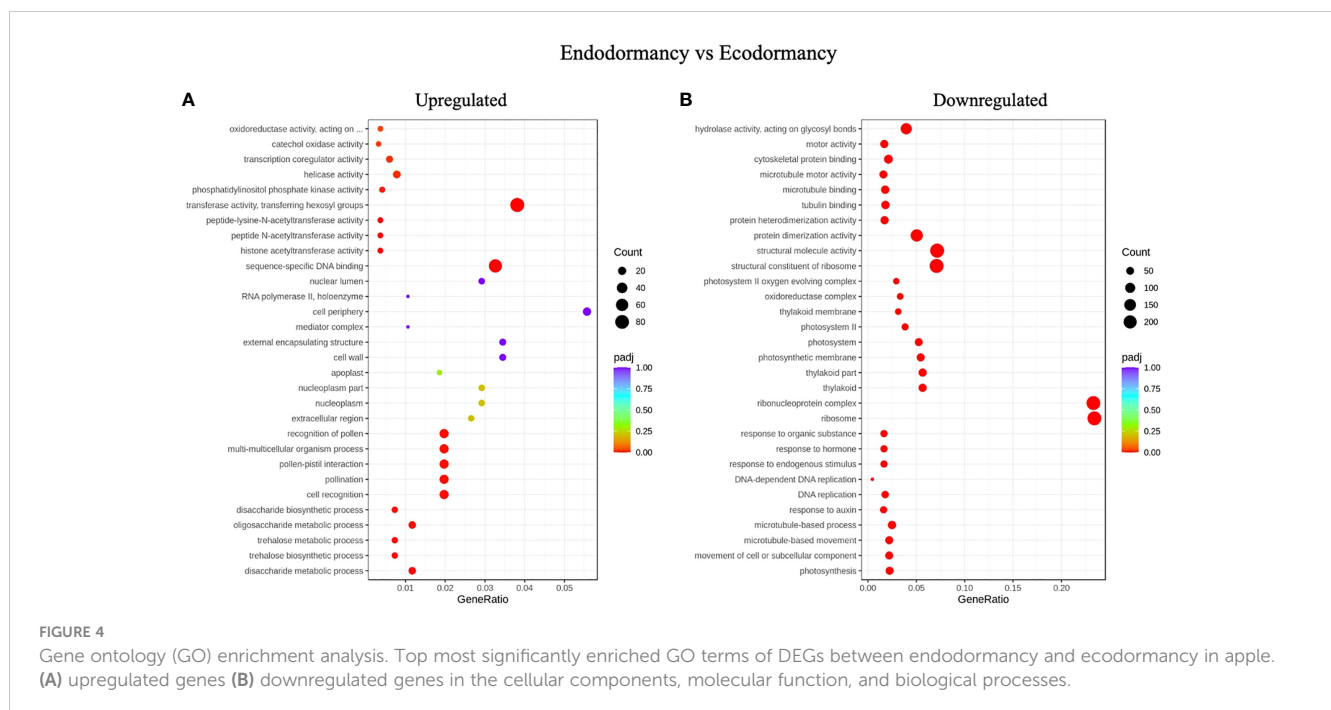 Endodormancy vs Ecodormancy
A
Upregulated
oxidoreductase activity, acting on ...
catechol oxidase activity
transcription coregulator activity
helicase activity
phosphatidylinositol phosphate kinase activity
transferase activity, transferring hexosyl groups
peptide-lysine-N-acetyltransferase activity
peptide N-acetyltransferase activity
histone acetyltransferase activity
sequence-specific DNA binding
nuclear lumen
RNA polymerase II, holoenzyme
cell periphery
mediator complex
external encapsulating structure
cell wall
apoplast
nucleoplasm part
nucleoplasm
extracellular region
recognition of pollen
multi-multicellular organism process
pollen-pistil interaction
pollination
cell recognition
disaccharide biosynthetic process
oligosaccharide metabolic process
trehalose metabolic process
trehalose biosynthetic process
disaccharide metabolic process
0.01 0.02 0.03 0.04 0.05
GeneRatio
Count
20
40
60
80
padj
1.00
0.75
0.50
0.25
0.00
B
Downregulated
hydrolase activity, acting on glycosyl bonds
motor activity
cytoskeletal protein binding
microtubule motor activity
microtubule binding
tubulin binding
protein heterodimerization activity
protein dimerization activity
structural molecule activity
structural constituent of ribosome
photosystem II oxygen evolving complex
oxidoreductase complex
thylakoid membrane
photosystem II
photosystem
photosynthetic membrane
thylakoid part
thylakoid
ribonucleoprotein complex
ribosome
response to organic substance
response to hormone
response to endogenous stimulus
DNA-dependent DNA replication
DNA replication
response to auxin
microtubule-based process
microtubule-based movement
movement of cell or subcellular component
photosynthesis
0.00 0.05 0.10 0.15 0.20
GeneRatio
Count
50
100
150
200
padj
1.00
0.75
0.50
0.25
0.00
FIGURE 4
Gene ontology (GO) enrichment analysis. Top most significantly enriched GO terms of DEGs between endodormancy and ecodormancy in apple.
(A) upregulated genes (B) downregulated genes in the cellular components, molecular function, and biological processes.